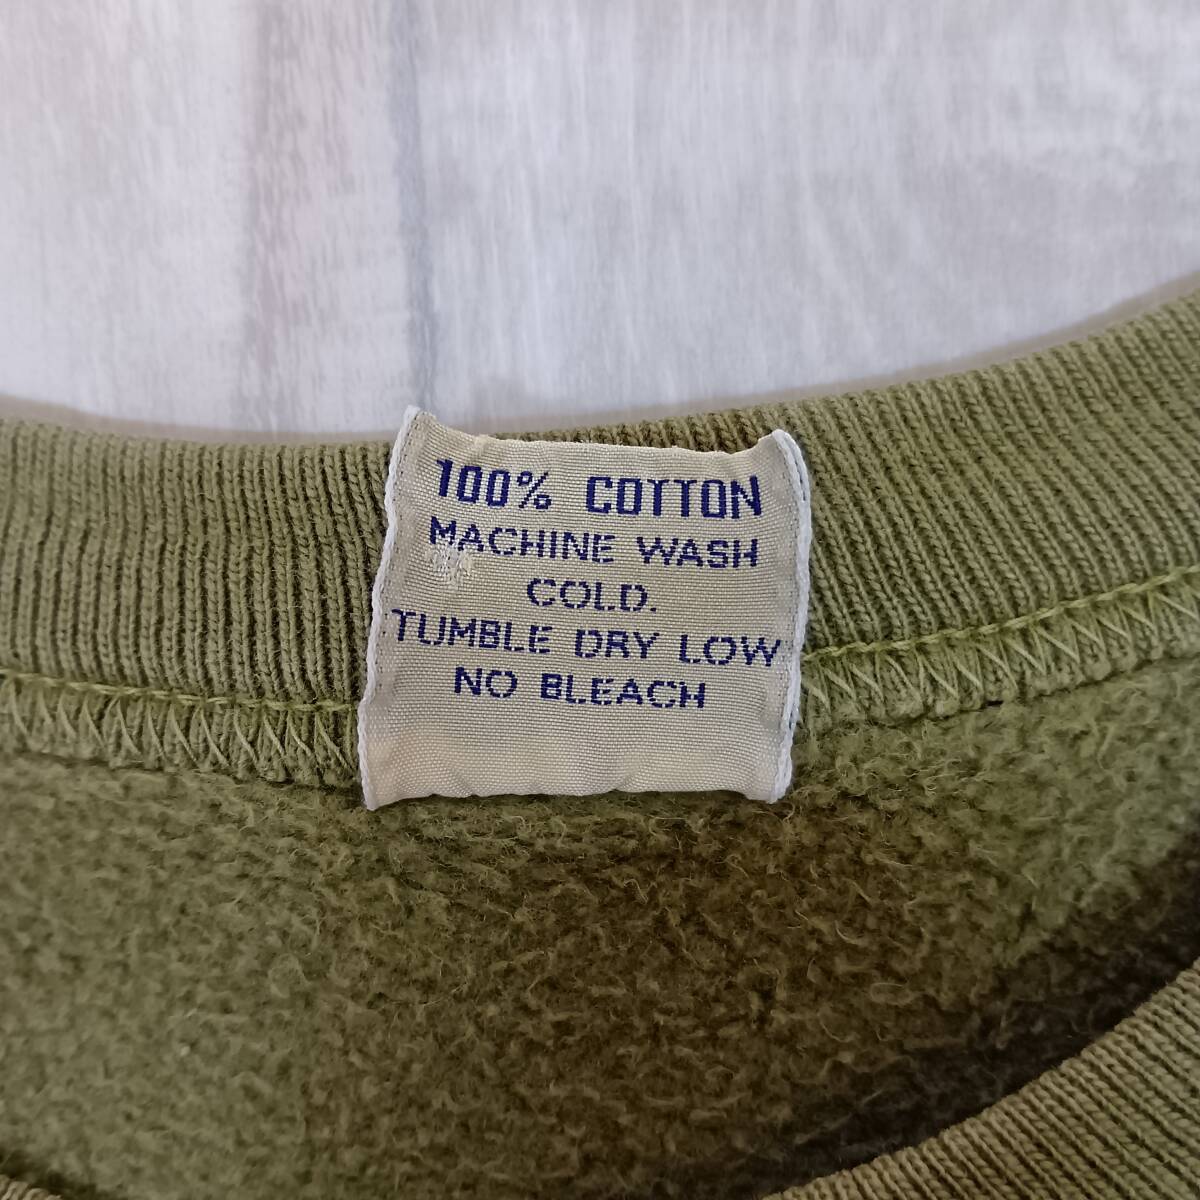 100% COTTON
MACHINE WASH
COLD.
TUMBLE DRY LOW
NO BLEACH